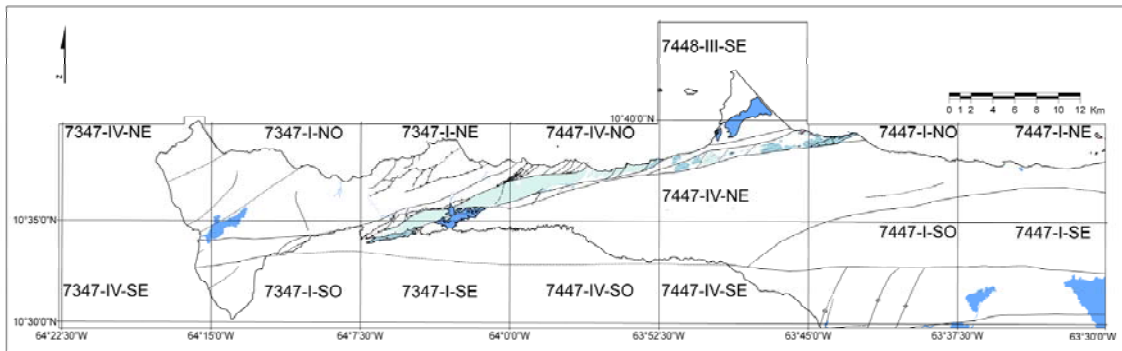 7448-III-SE
z
0 1 2 4 6 8 10 12 Km
10°40'0"N
7347-IV-NE 7347-I-NO 7347-I-NE 7447-IV-NO 7447-I-NO 7447-I-NE
7447-IV-NE
10°35'0"N
7447-I-SO 7447-I-SE
7347-IV-SE 7347-I-SO 7347-I-SE 7447-IV-SO 7447-IV-SE
10°30'0"N
64°22'30"W 64°15'0"W 64°7'30"W 64°0'0"W 63°52'30"W 63°45'0"W 63°37'30"W 63°30'0"W